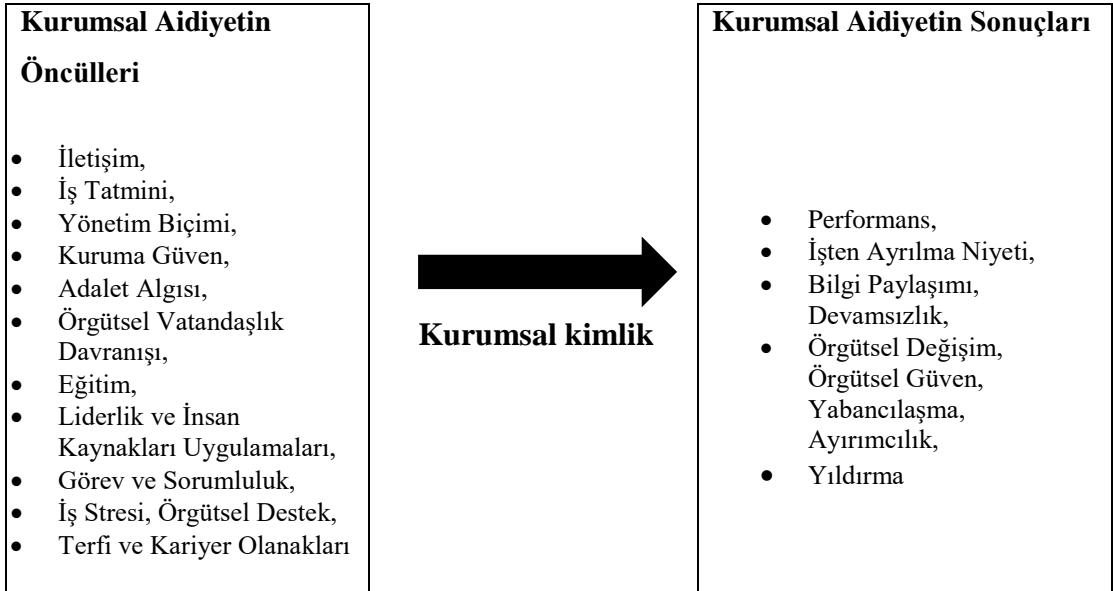 Kurumsal Aidiyetin
Öncülleri
• İletişim,
• İş Tatmini,
• Yönetim Biçimi,
• Kuruma Güven,
• Adalet Algısı,
• Örgütsel Vatandaşlık
Davranışı,
• Eğitim,
• Liderlik ve İnsan
Kaynakları Uygulamaları,
• Görev ve Sorumluluk,
• İş Stresi, Örgütsel Destek,
• Terfi ve Kariyer Olanakları
Kurumsal kimlik
Kurumsal Aidiyetin Sonuçları
• Performans,
• İşten Ayrılma Niyeti,
• Bilgi Paylaşımı,
Devamsızlık,
• Örgütsel Değişim,
Örgütsel Güven,
Yabancılaşma,
Ayırımcılık,
• Yıldırma